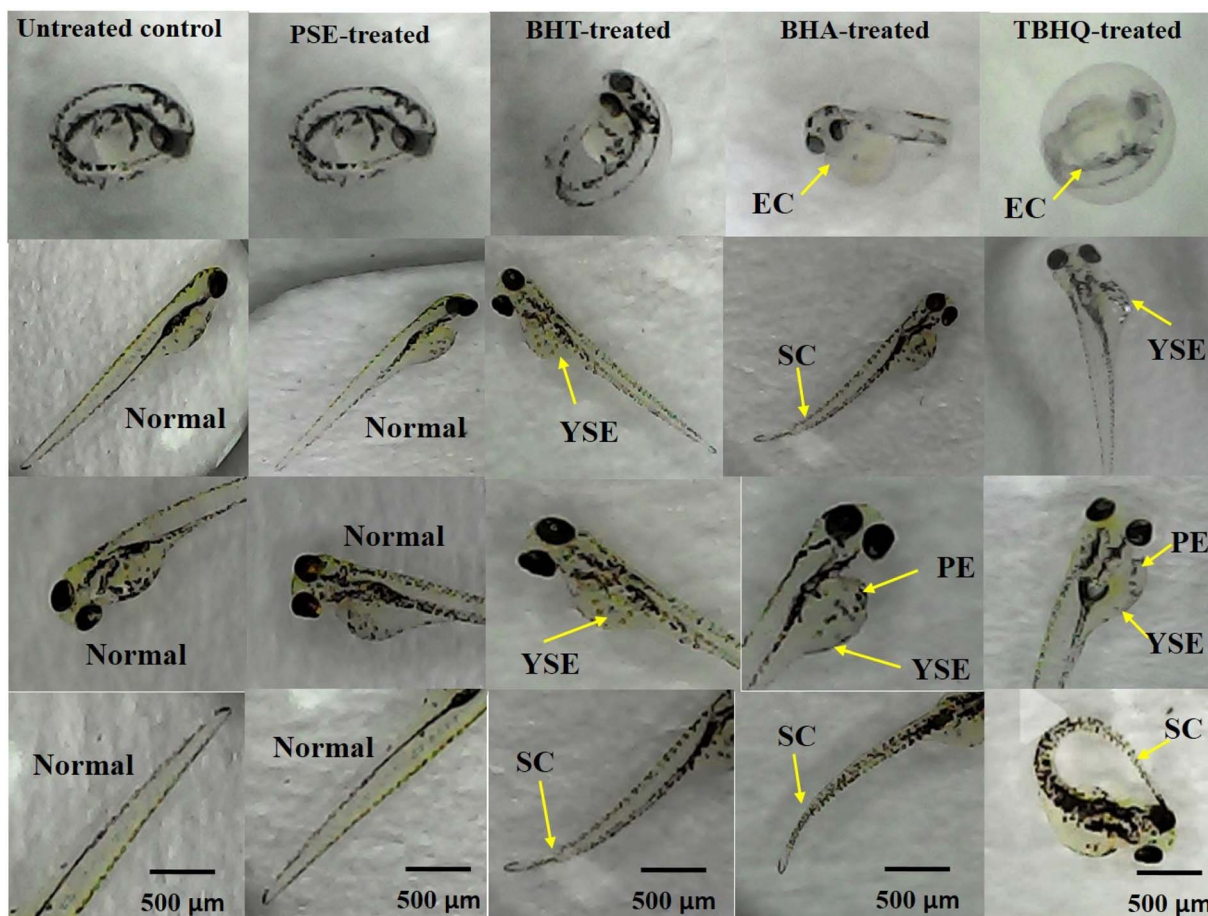 Untreated control
PSE-treated
BHT-treated
BHA-treated
TBHQ-treated
EC
EC
Normal
Normal
YSE
SC
YSE
Normal
Normal
YSE
PE
YSE
PE
YSE
Normal
Normal
SC
SC
SC
500 µm
500 µm
500 µm
500 µm
500 µm